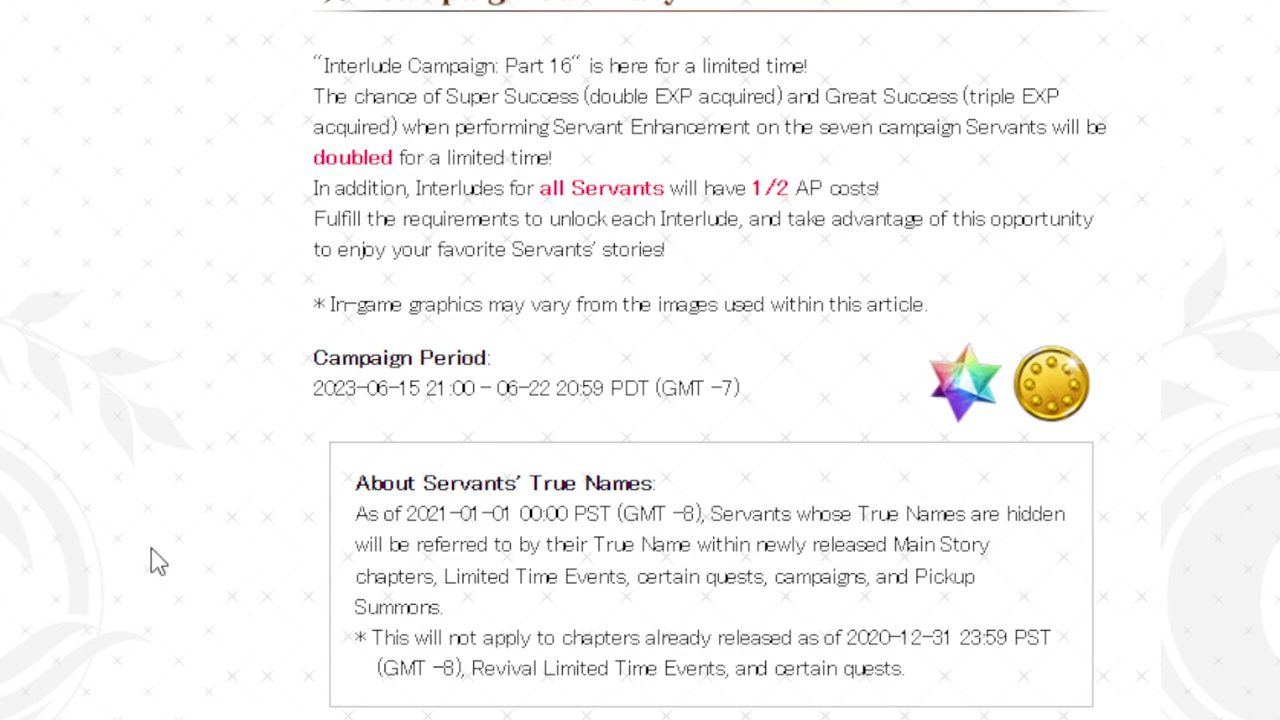 “Interlude Campaign: Part 16” is here for a limited time!
The chance of Super Success (double EXP acquired) and Great Success (triple EXP
acquired) when performing Servant Enhancement on the seven campaign Servants will be
doubled for a limited time!
In addition, Interludes for all Servants will have 1/2 AP costs!
Fulfill the requirements to unlock each Interlude, and take advantage of this opportunity
to enjoy your favorite Servants’ stories!
* In-game graphics may vary from the images used within this article.
Campaign Period:
2023-06-15 21:00 – 06-22 20:59 PDT (GMT -7)
About Servants’ True Names:
As of 2021-01-01 00:00 PST (GMT -8), Servants whose True Names are hidden
will be referred to by their True Name within newly released Main Story
chapters, Limited Time Events, certain quests, campaigns, and Pickup
Summons.
* This will not apply to chapters already released as of 2020-12-31 23:59 PST
(GMT -8), Revival Limited Time Events, and certain quests.